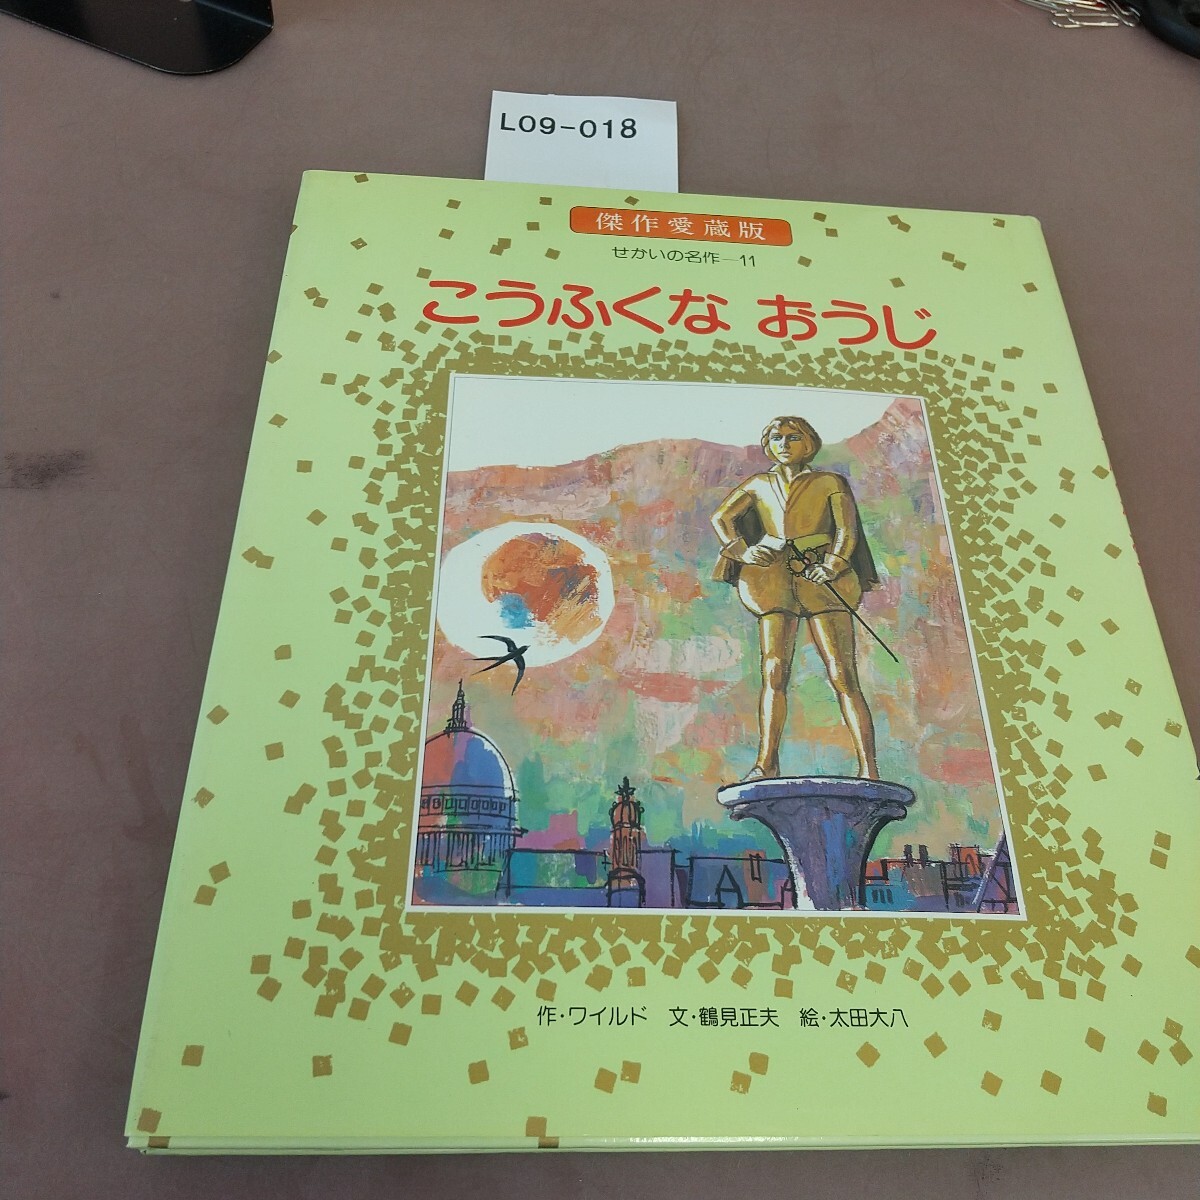 L09-018
傑作愛蔵版
せかいの名作—11
こうふくな おうじ
作・ワイルド 文・鶴見正夫 絵・太田大八